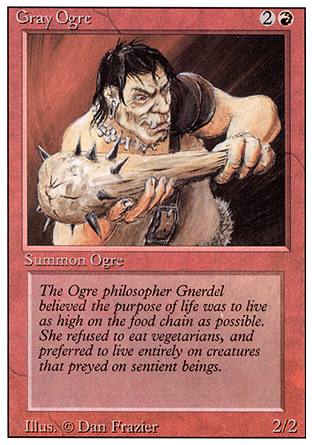 Gray Ogre 2
Summon Ogre
The Ogre philosopher Gnerdel
believed the purpose of life was to live
as high on the food chain as possible.
She refused to eat vegetarians, and
preferred to live entirely on creatures
that preyed on sentient beings.
Illus. © Dan Frazier 2/2